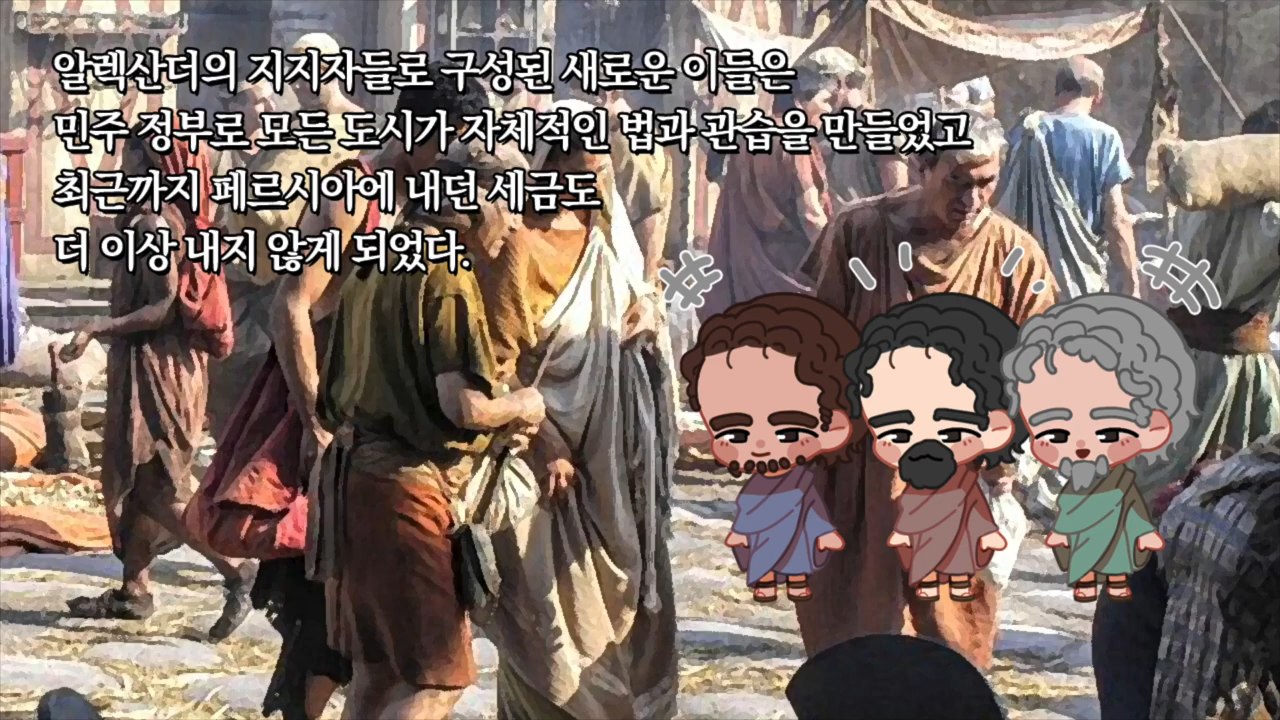 알렉산더의 지지자들로 구성된 새로운 이들은
민주 정부로 모든 도시가 자체적인 법과 관습을 만들었고
최근까지 페르시아에 내던 세금도
더 이상 내지 않게 되었다.